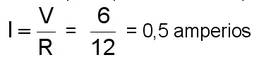 I = V/R = 6/12 = 0,5 amperios